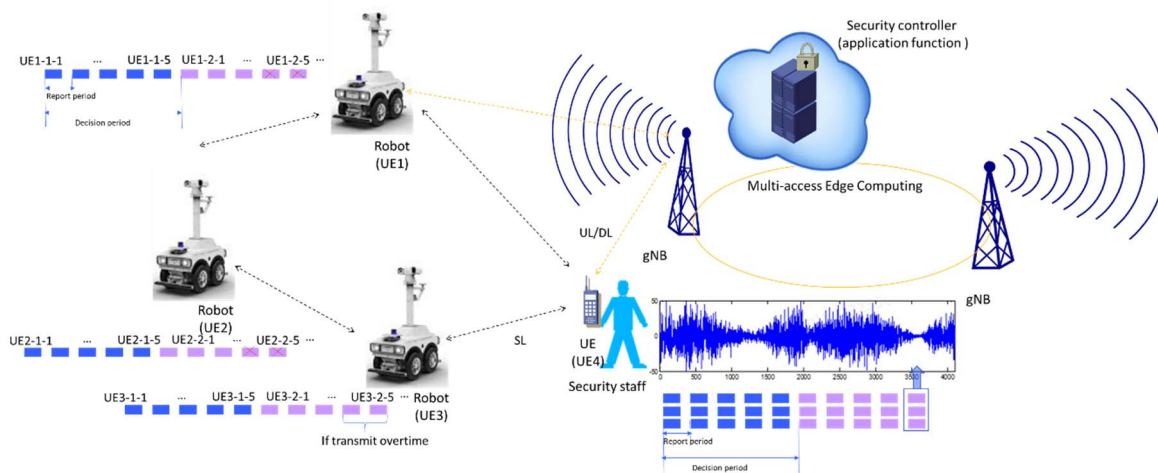 Security controller
(application function )
Multi-access Edge Computing
UE1-1-1 ... UE1-1-5 UE1-2-1 ... UE1-2-5 ...
Report period
Decision period
Robot
(UE1)
UL/DL
gNB
gNB
Robot
(UE2)
UE2-1-1 ... UE2-1-5 UE2-2-1 ... UE2-2-5 ...
SL
UE
(UE4)
Security staff
UE3-1-1 ... UE3-1-5 UE3-2-1 ... UE3-2-5 ...
Robot
(UE3)
If transmit overtime
50
0
-50
0 500 1000 1500 2000 2500 3000 3500 4000
Report period
Decision period